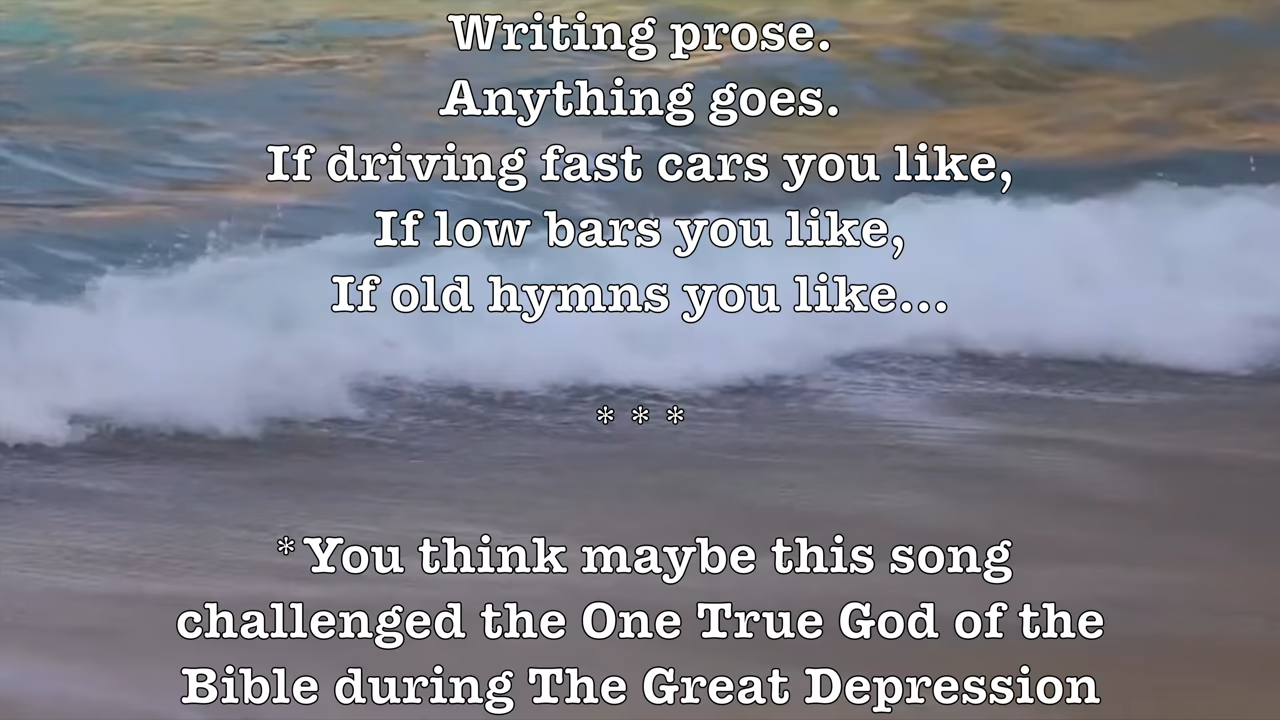 Writing prose.
Anything goes.
If driving fast cars you like,
If low bars you like,
If old hymns you like...
* * *
*You think maybe this song
challenged the One True God of the
Bible during The Great Depression